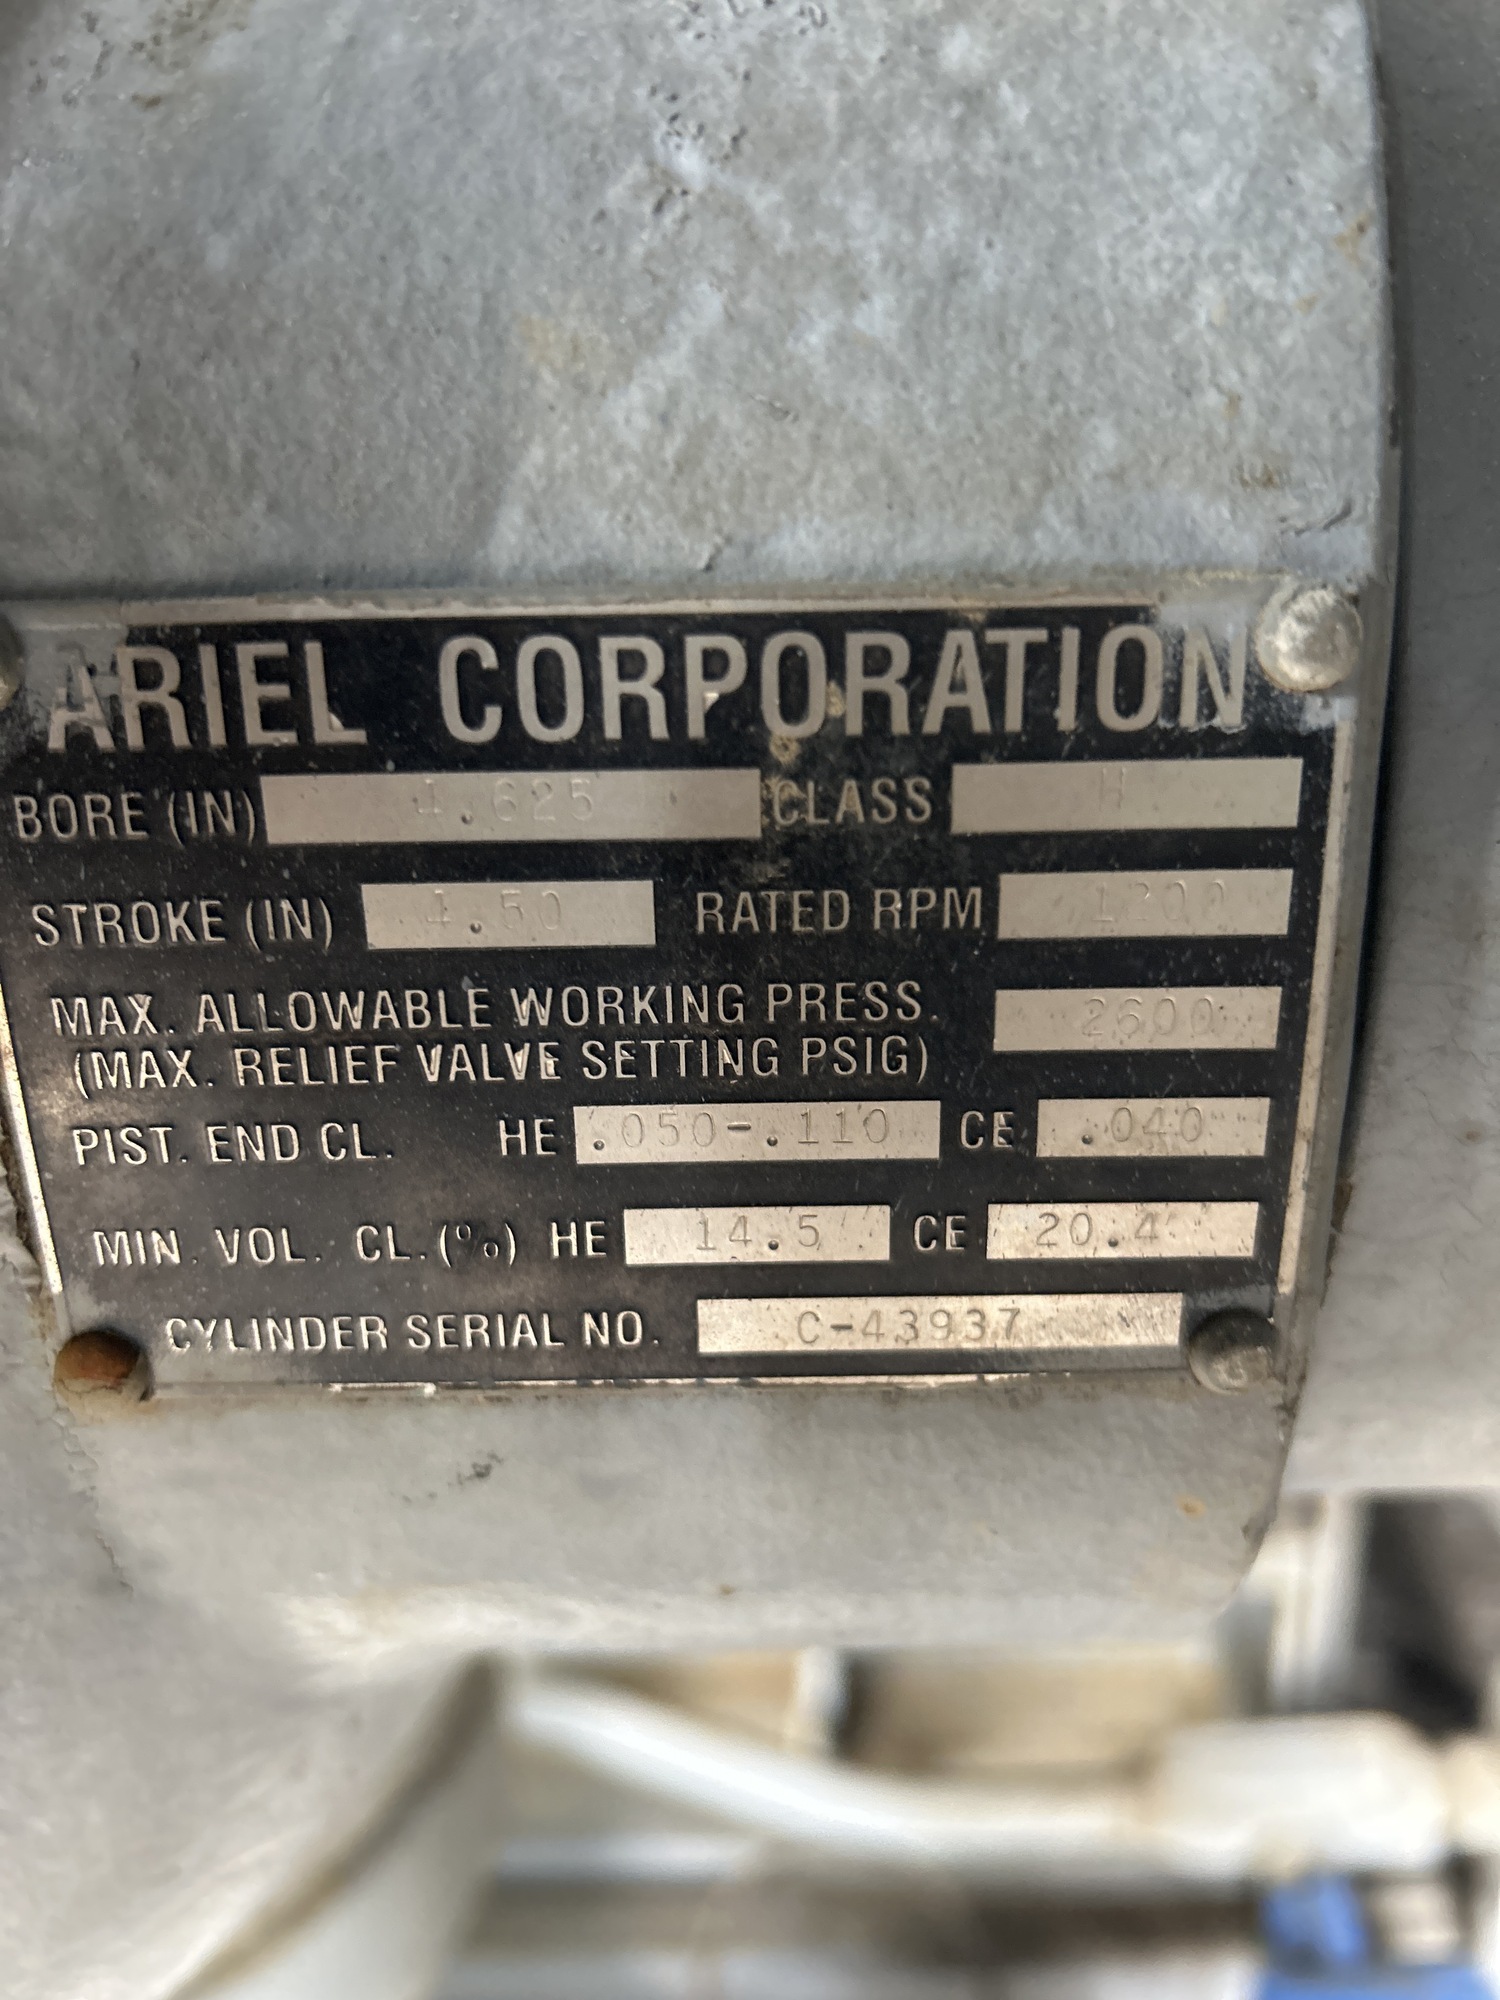 ARIEL CORPORATION
BORE (IN) 4.625 CLASS H
STROKE (IN) 4.50 RATED RPM 1200
MAX. ALLOWABLE WORKING PRESS. 2600
(MAX. RELIEF VALVE SETTING PSIG)
PIST. END CL. HE .050-.110 CE .040
MIN. VOL. CL.(%) HE 14.5 CE 20.4
CYLINDER SERIAL NO. C-43937